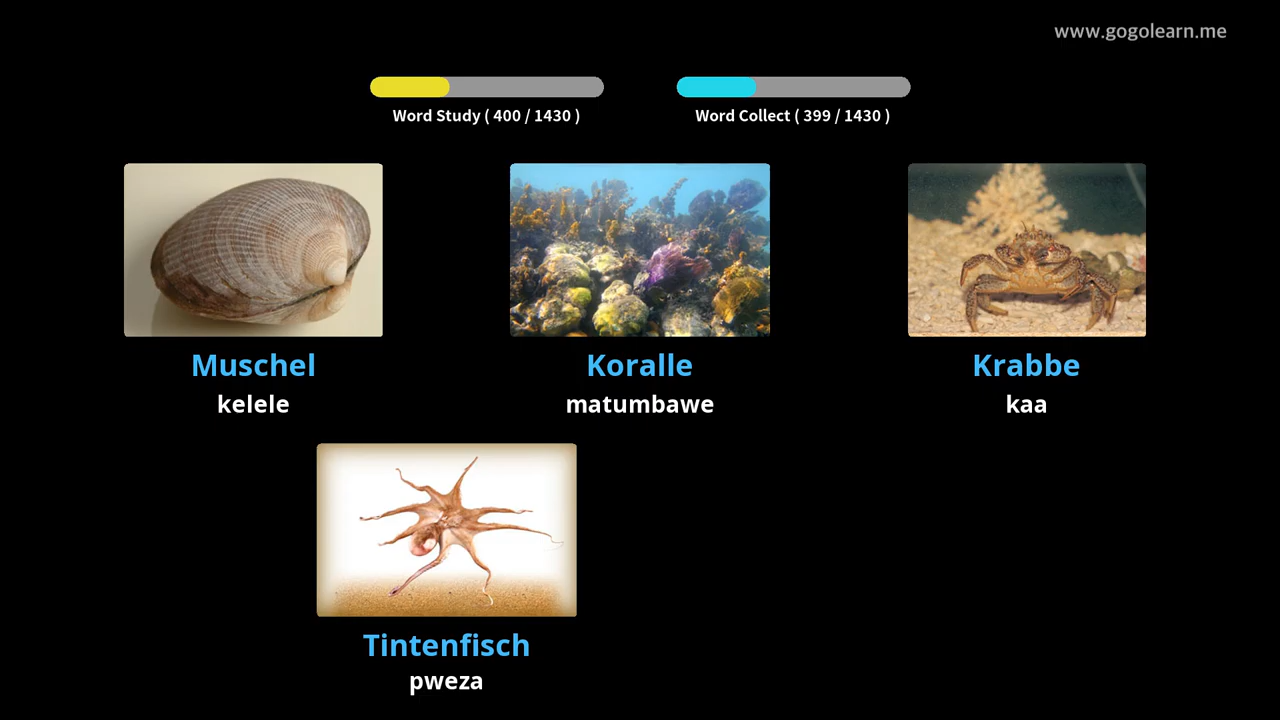 www.gogolearn.me
Word Study ( 400 / 1430 )
Word Collect ( 399 / 1430 )
Muschel
kelele
Koralle
matumbawe
Krabbe
kaa
Tintenfisch
pweza